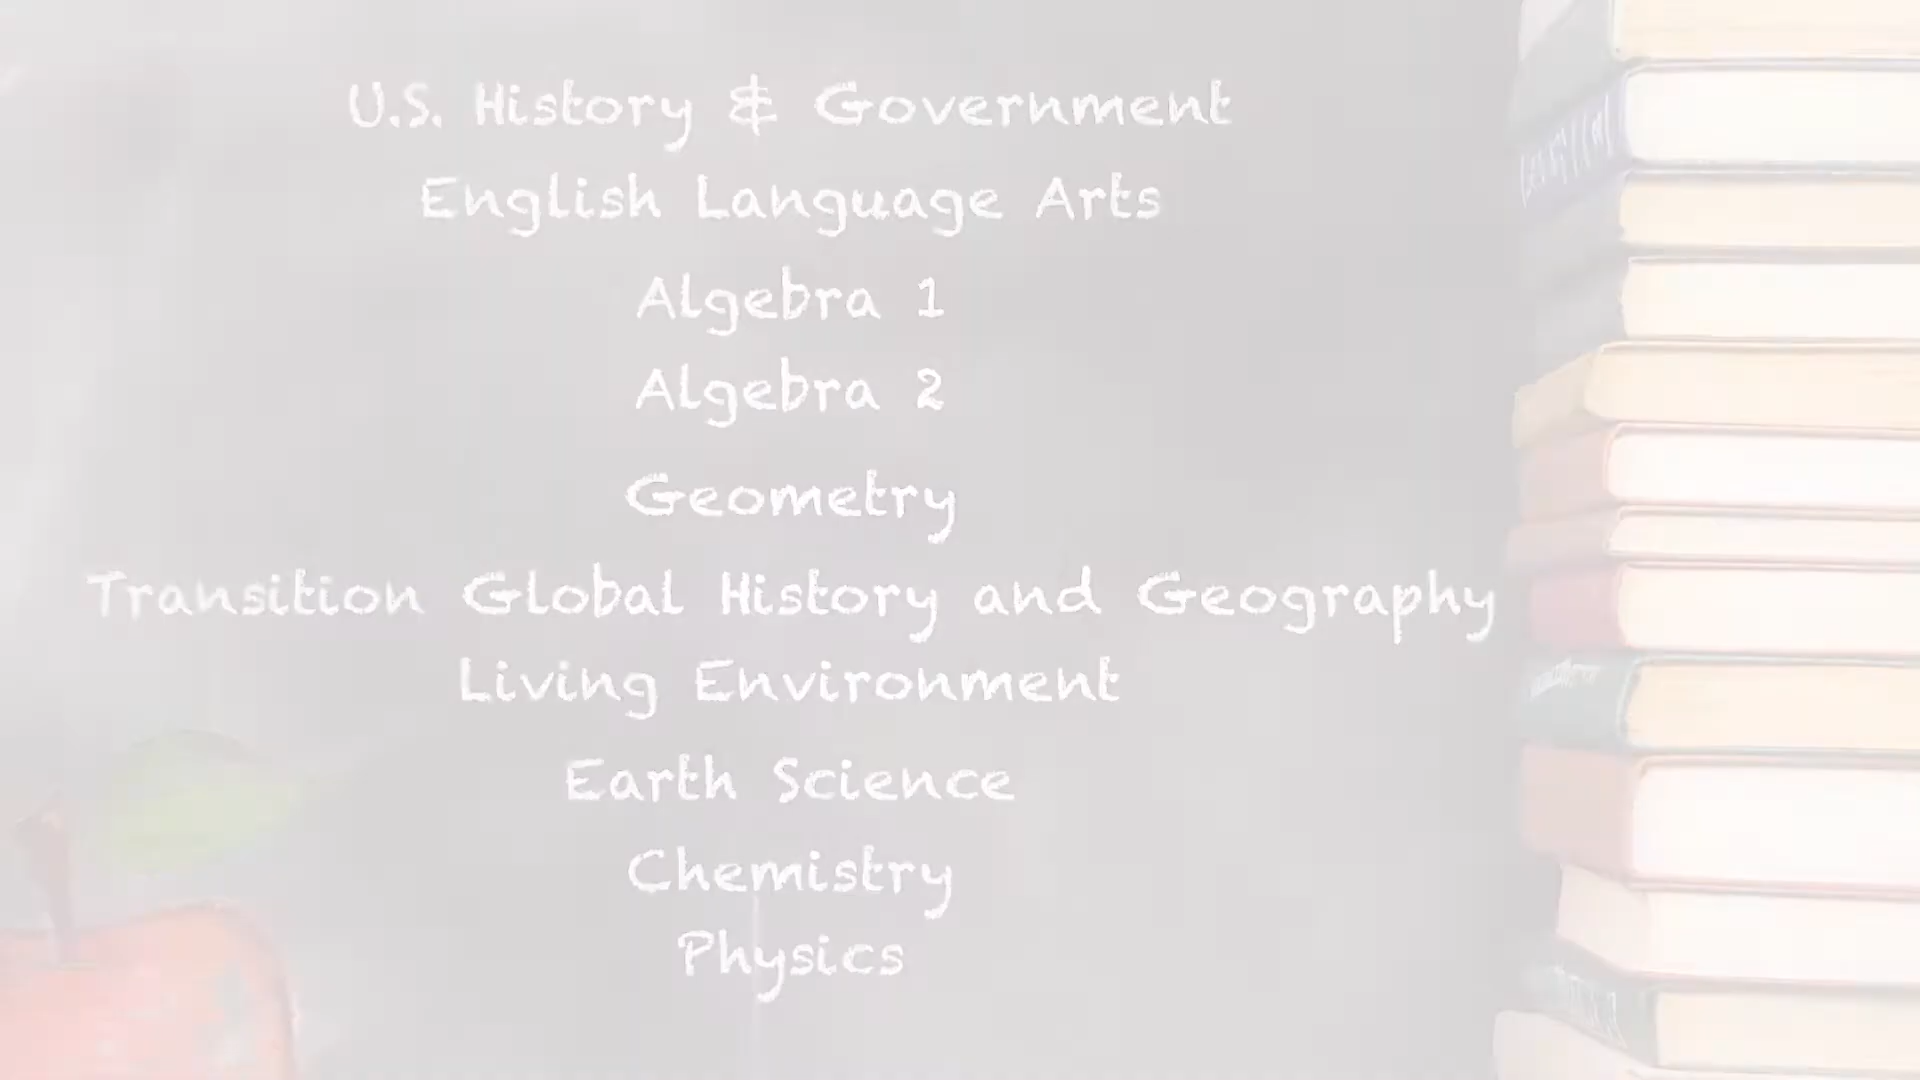 U.S. History & Government
English Language Arts
Algebra 1
Algebra 2
Geometry
Transition Global History and Geography
Living Environment
Earth Science
Chemistry
Physics